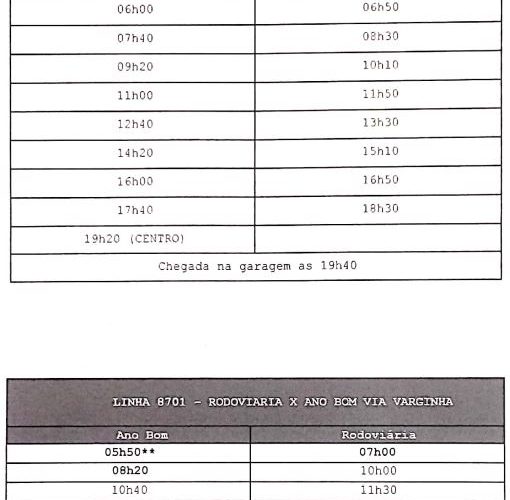 06h00 06h50
07h40 08h30
09h20 10h10
11h00 11h50
12h40 13h30
14h20 15h10
16h00 16h50
17h40 18h30
19h20 (CENTRO)
Chegada na garagem as 19h40
LINHA 8701 - RODOVIARIA X ANO BOM VIA VARGINHA
Ano Bom Rodoviária
05h50** 07h00
08h20 10h00
10h40 11h30